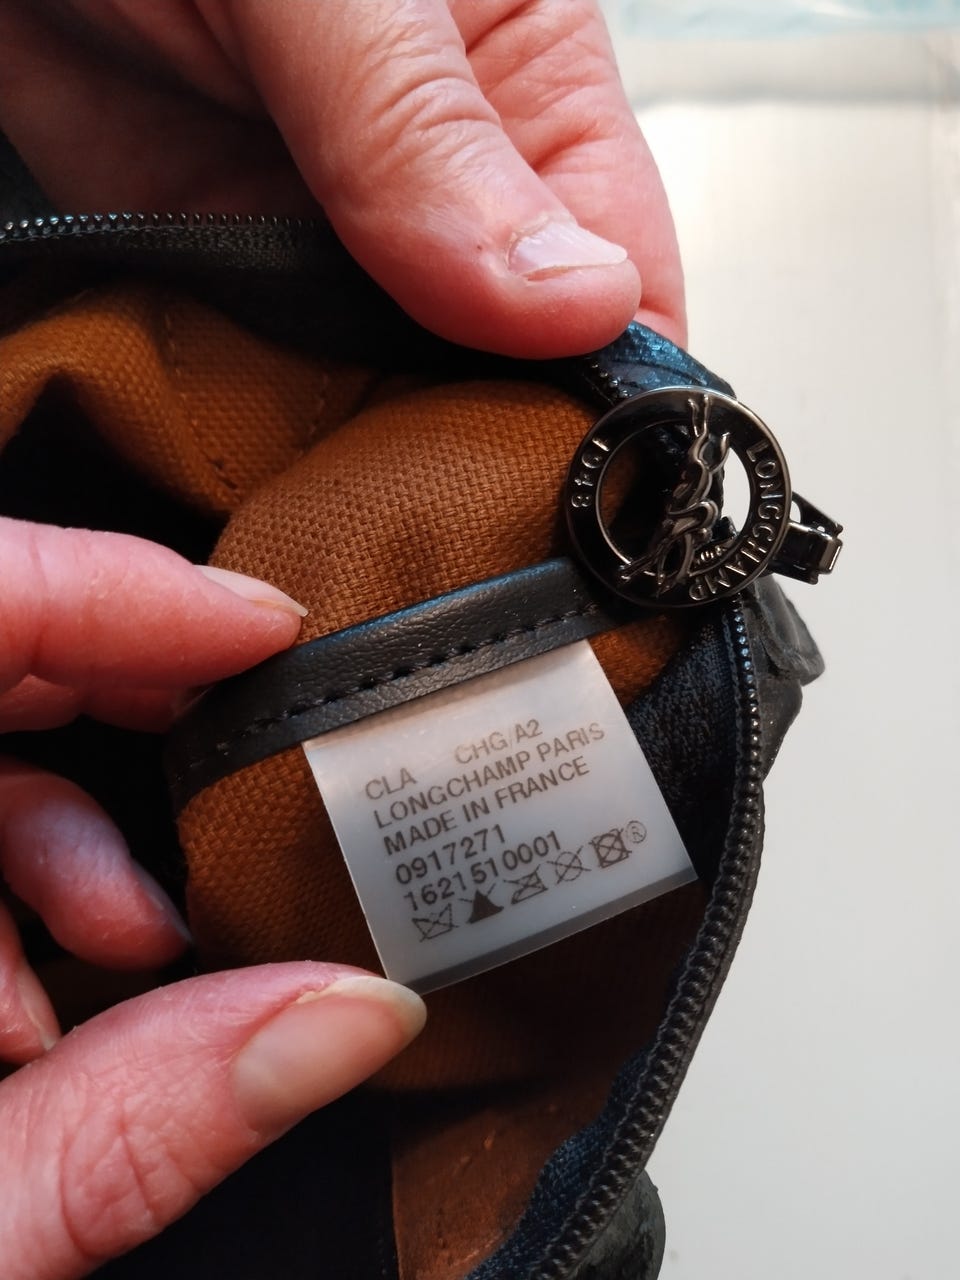 1948 LONGCHAMP
CLA CHG/A2
LONGCHAMP PARIS
MADE IN FRANCE
0917271
1621510001
®